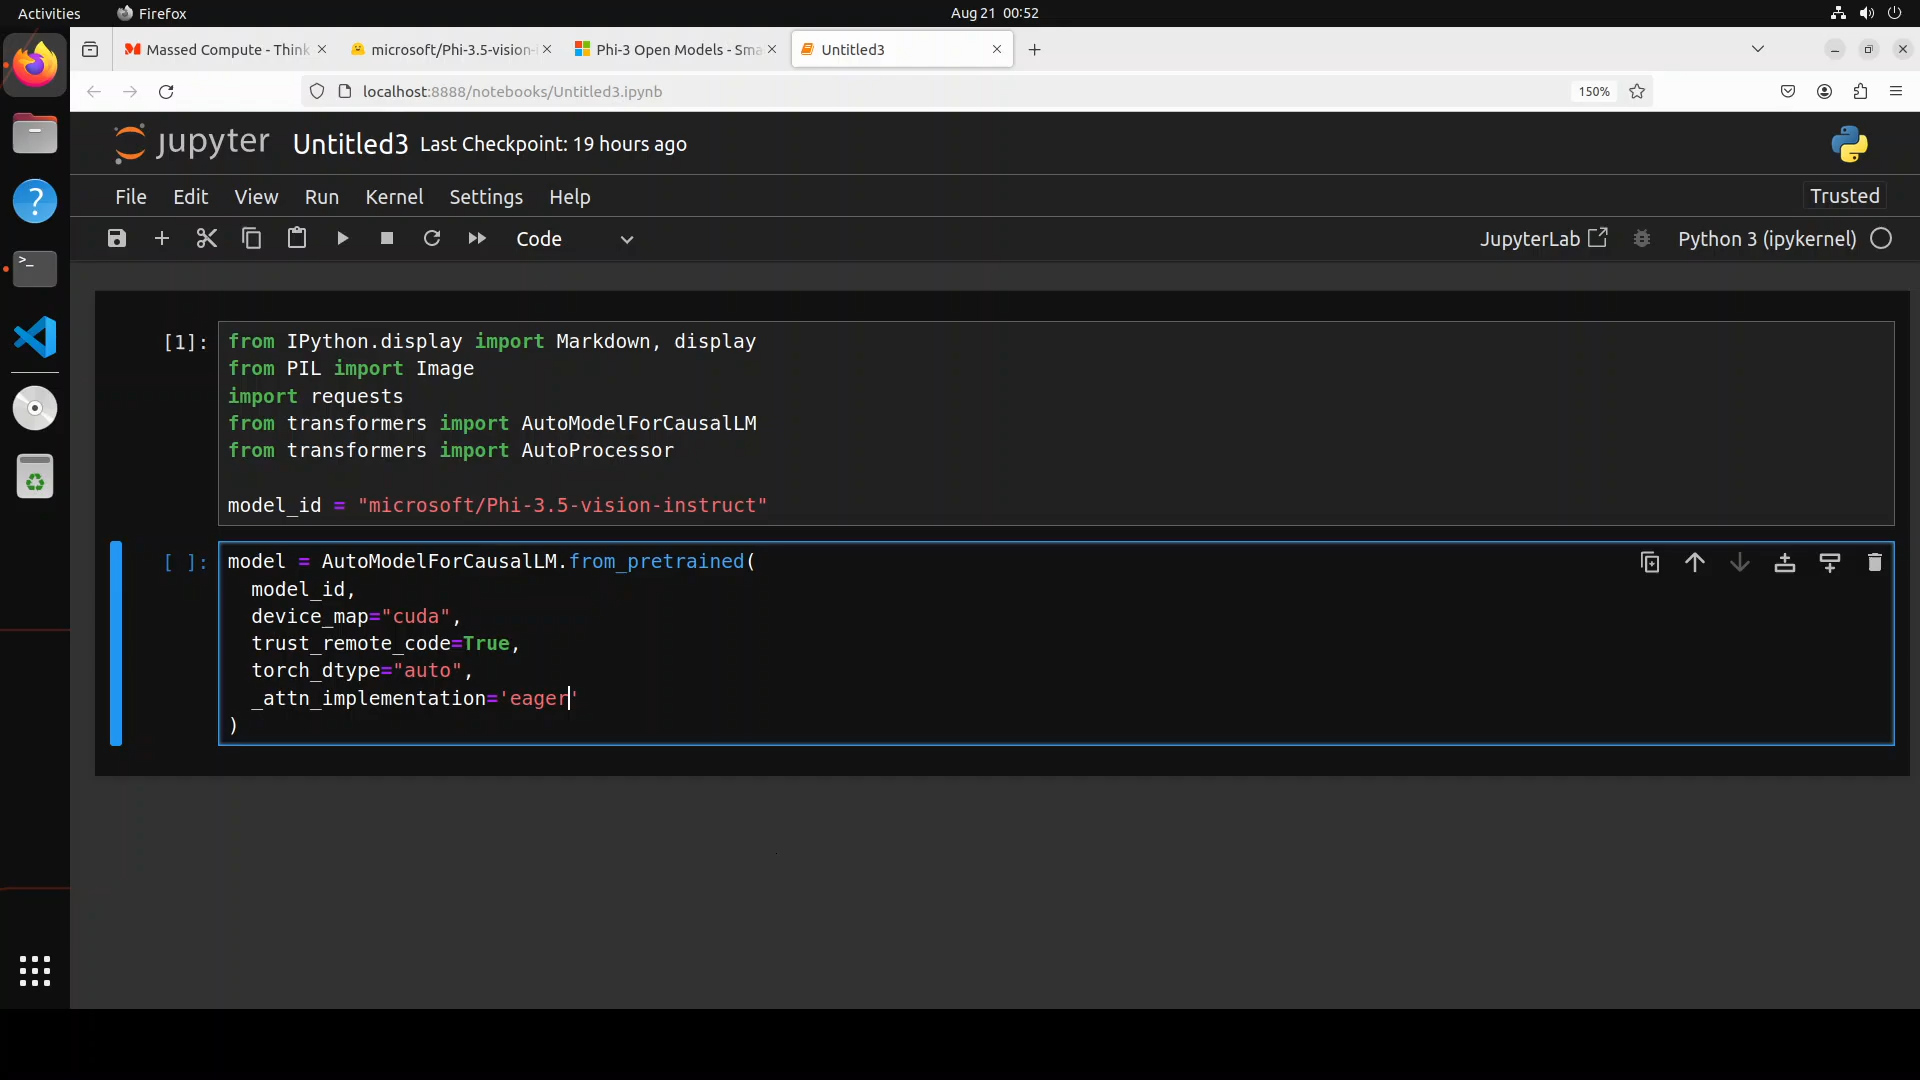 Activities Firefox Aug 21 00:52
Massed Compute - Think microsoft/Phi-3.5-vision-i Phi-3 Open Models - Sma Untitled3
localhost:8888/notebooks/Untitled3.ipynb 150%
jupyter Untitled3 Last Checkpoint: 19 hours ago
File Edit View Run Kernel Settings Help Trusted
Code JupyterLab Python 3 (ipykernel)
[1]: from IPython.display import Markdown, display
from PIL import Image
import requests
from transformers import AutoModelForCausalLM
from transformers import AutoProcessor
model_id = "microsoft/Phi-3.5-vision-instruct"
[ ]: model = AutoModelForCausalLM.from_pretrained(
model_id,
device_map="cuda",
trust_remote_code=True,
torch_dtype="auto",
_attn_implementation='eager'
)